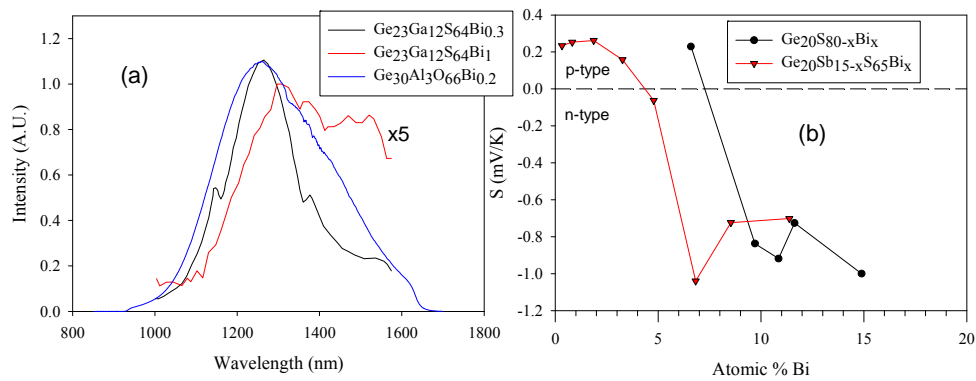 (a)
Ge23Ga12S64Bi0.3
Ge23Ga12S64Bi1
Ge30Al3O66Bi0.2
x5
Intensity (A.U.)
1.2
1.0
0.8
0.6
0.4
0.2
0.0
800 1000 1200 1400 1600 1800
Wavelength (nm)
Ge20S80-xBix
Ge20Sb15-xS65Bix
p-type
n-type
(b)
S (mV/K)
0.4
0.2
0.0
-0.2
-0.4
-0.6
-0.8
-1.0
-1.2
0 5 10 15 20
Atomic % Bi